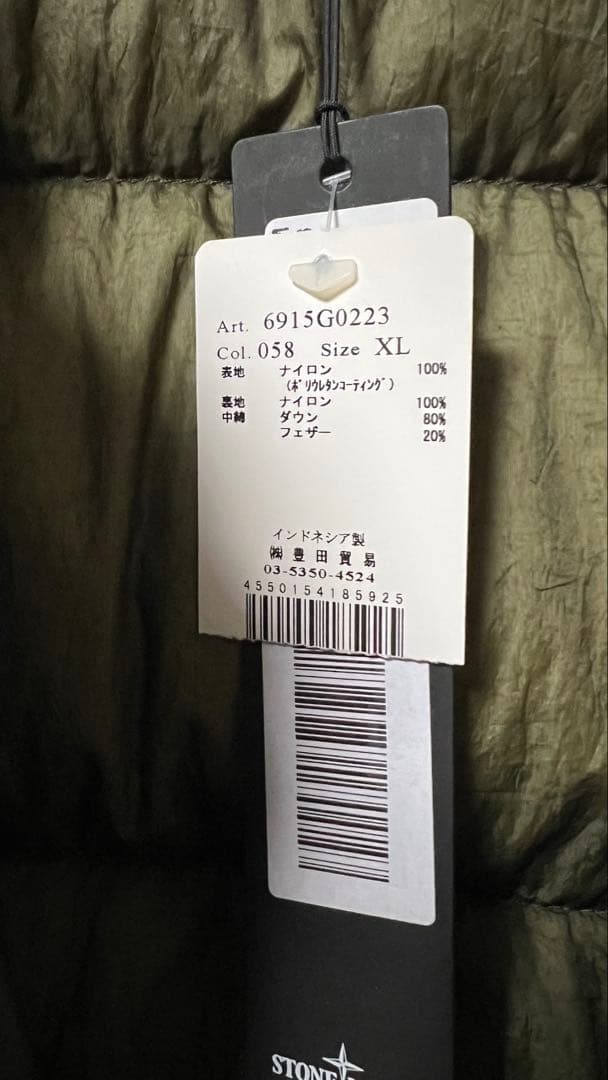 Art. 6915G0223
Col. 058 Size XL
表地 ナイロン 100%
(ﾎﾟﾘｳﾚﾀﾝｺｰﾃｨﾝｸﾞ)
裏地 ナイロン 100%
中綿 ダウン 80%
フェザー 20%
インドネシア製
㈱ 豊田貿易
03-5350-4524
4550154185925
STONE